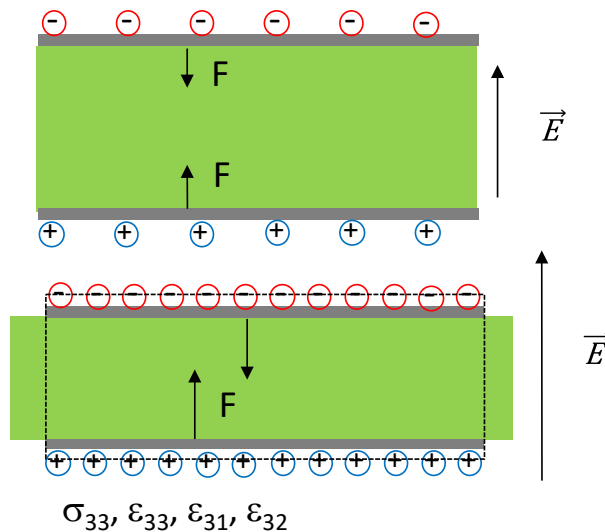 - - - - - -
F
F
E
+ + + + + +
- - - - - - - - - - - -
E
F
+ + + + + + + + + + + +
σ₃₃, ε₃₃, ε₃₁, ε₃₂